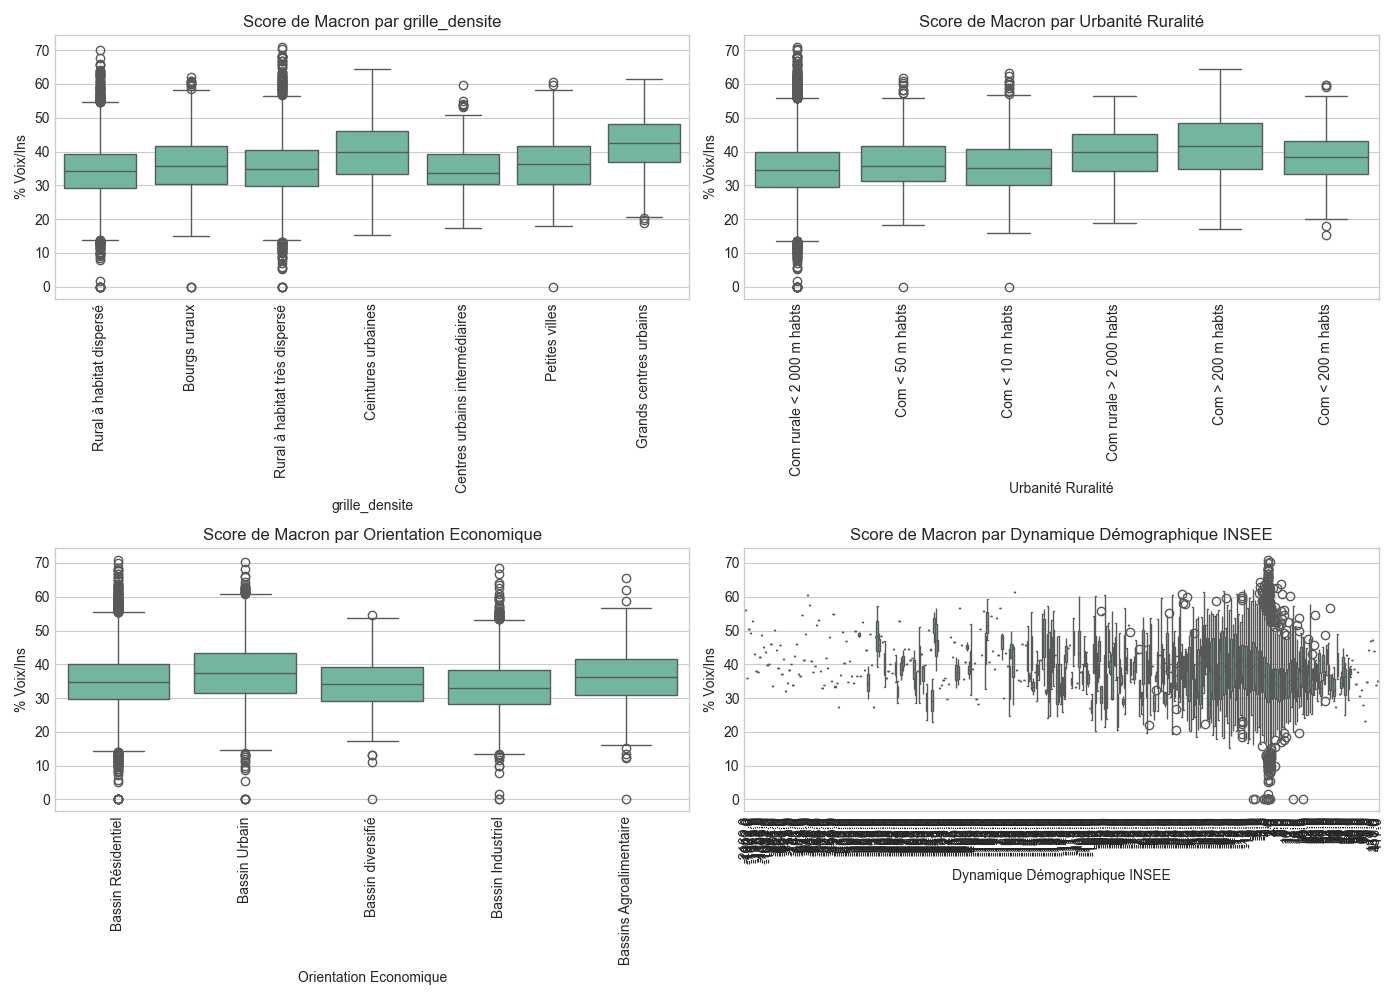 Score de Macron par grille_densite
% Voix/Ins
70
60
50
40
30
20
10
0
Rural à habitat dispersé
Bourgs ruraux
Rural à habitat très dispersé
Ceintures urbaines
Centres urbains intermédiaires
Petites villes
Grands centres urbains
grille_densite
Score de Macron par Urbanité Ruralité
% Voix/Ins
70
60
50
40
30
20
10
0
Com rurale < 2 000 m habts
Com < 50 m habts
Com < 10 m habts
Com rurale > 2 000 habts
Com > 200 m habts
Com < 200 m habts
Urbanité Ruralité
Score de Macron par Orientation Economique
% Voix/Ins
70
60
50
40
30
20
10
0
Bassin Résidentiel
Bassin Urbain
Bassin diversifié
Bassin Industriel
Bassins Agroalimentaire
Orientation Economique
Score de Macron par Dynamique Démographique INSEE
% Voix/Ins
70
60
50
40
30
20
10
0
Dynamique Démographique INSEE